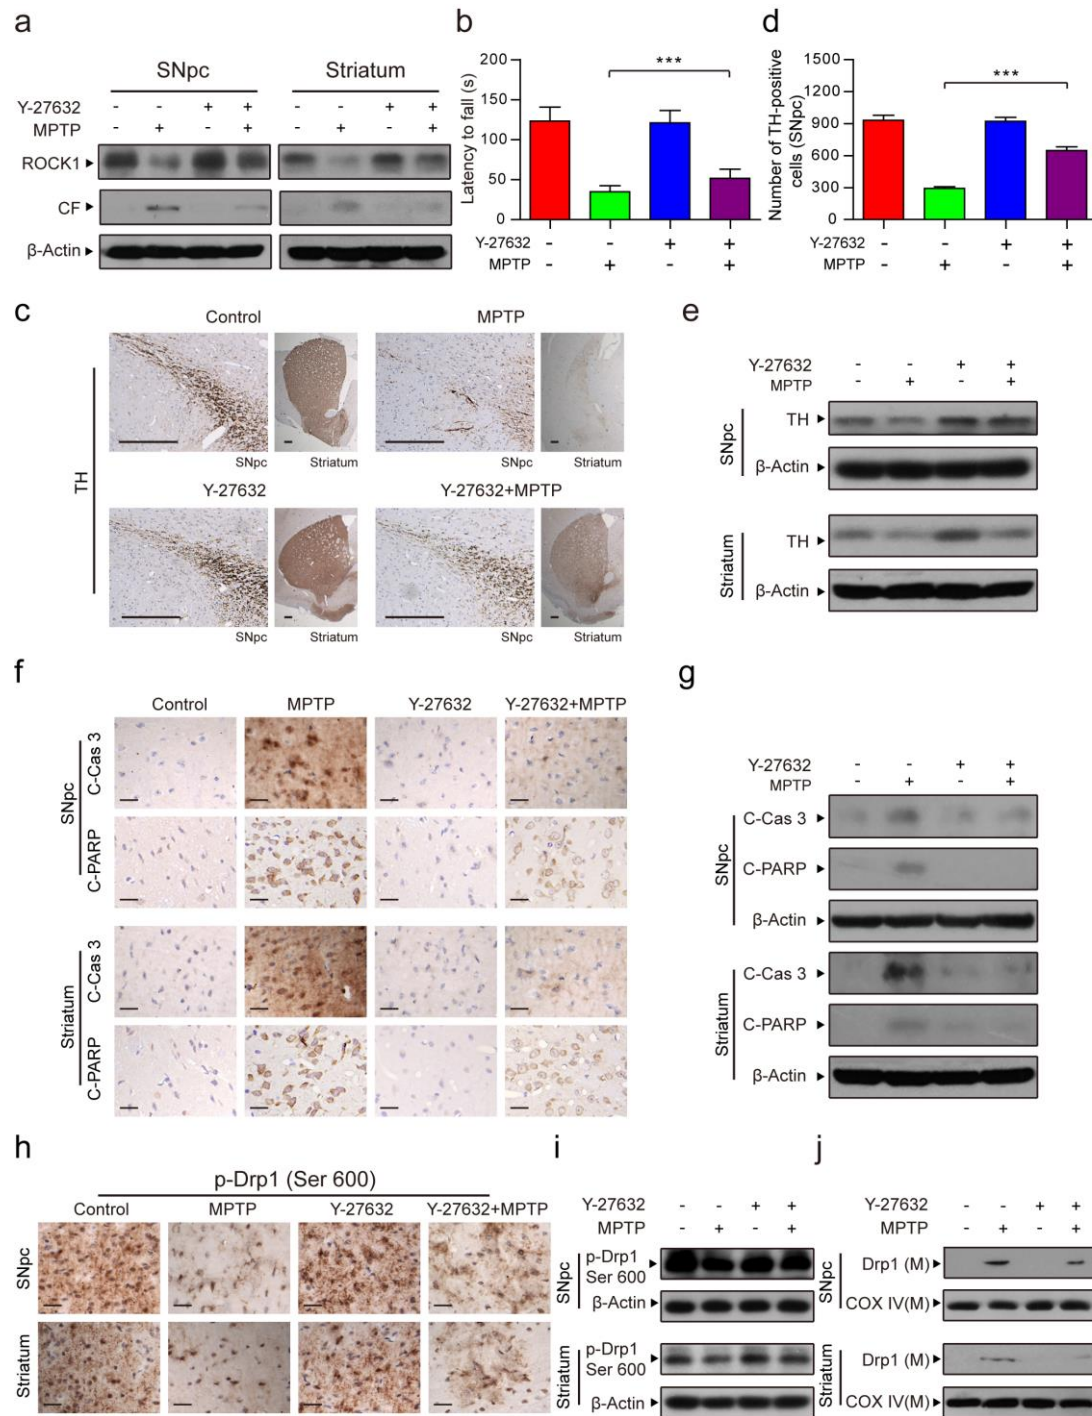 a
SNpc Striatum
Y-27632 - - + + - - + +
MPTP - + - + - + - +
ROCK1
CF
β-Actin
b
Latency to fall (s)
200
150
100
50
0
***
Y-27632 - - + +
MPTP - + - +
d
Number of TH-positive
cells (SNpc)
1500
1200
900
600
300
0
***
Y-27632 - - + +
MPTP - + - +
c
Control MPTP
TH
SNpc Striatum SNpc Striatum
Y-27632 Y-27632+MPTP
SNpc Striatum SNpc Striatum
e
Y-27632 - - + +
MPTP - + - +
SNpc
TH
β-Actin
Striatum
TH
β-Actin
f
Control MPTP Y-27632 Y-27632+MPTP
SNpc
C-Cas 3
C-PARP
Striatum
C-Cas 3
C-PARP
g
Y-27632 - - + +
MPTP - + - +
SNpc
C-Cas 3
C-PARP
β-Actin
Striatum
C-Cas 3
C-PARP
β-Actin
h
p-Drp1 (Ser 600)
Control MPTP Y-27632 Y-27632+MPTP
SNpc
Striatum
i
Y-27632 - - + +
MPTP - + - +
SNpc
p-Drp1
Ser 600
β-Actin
Striatum
p-Drp1
Ser 600
β-Actin
j
Y-27632 - - + +
MPTP - + - +
SNpc
Drp1 (M)
COX IV(M)
Striatum
Drp1 (M)
COX IV(M)